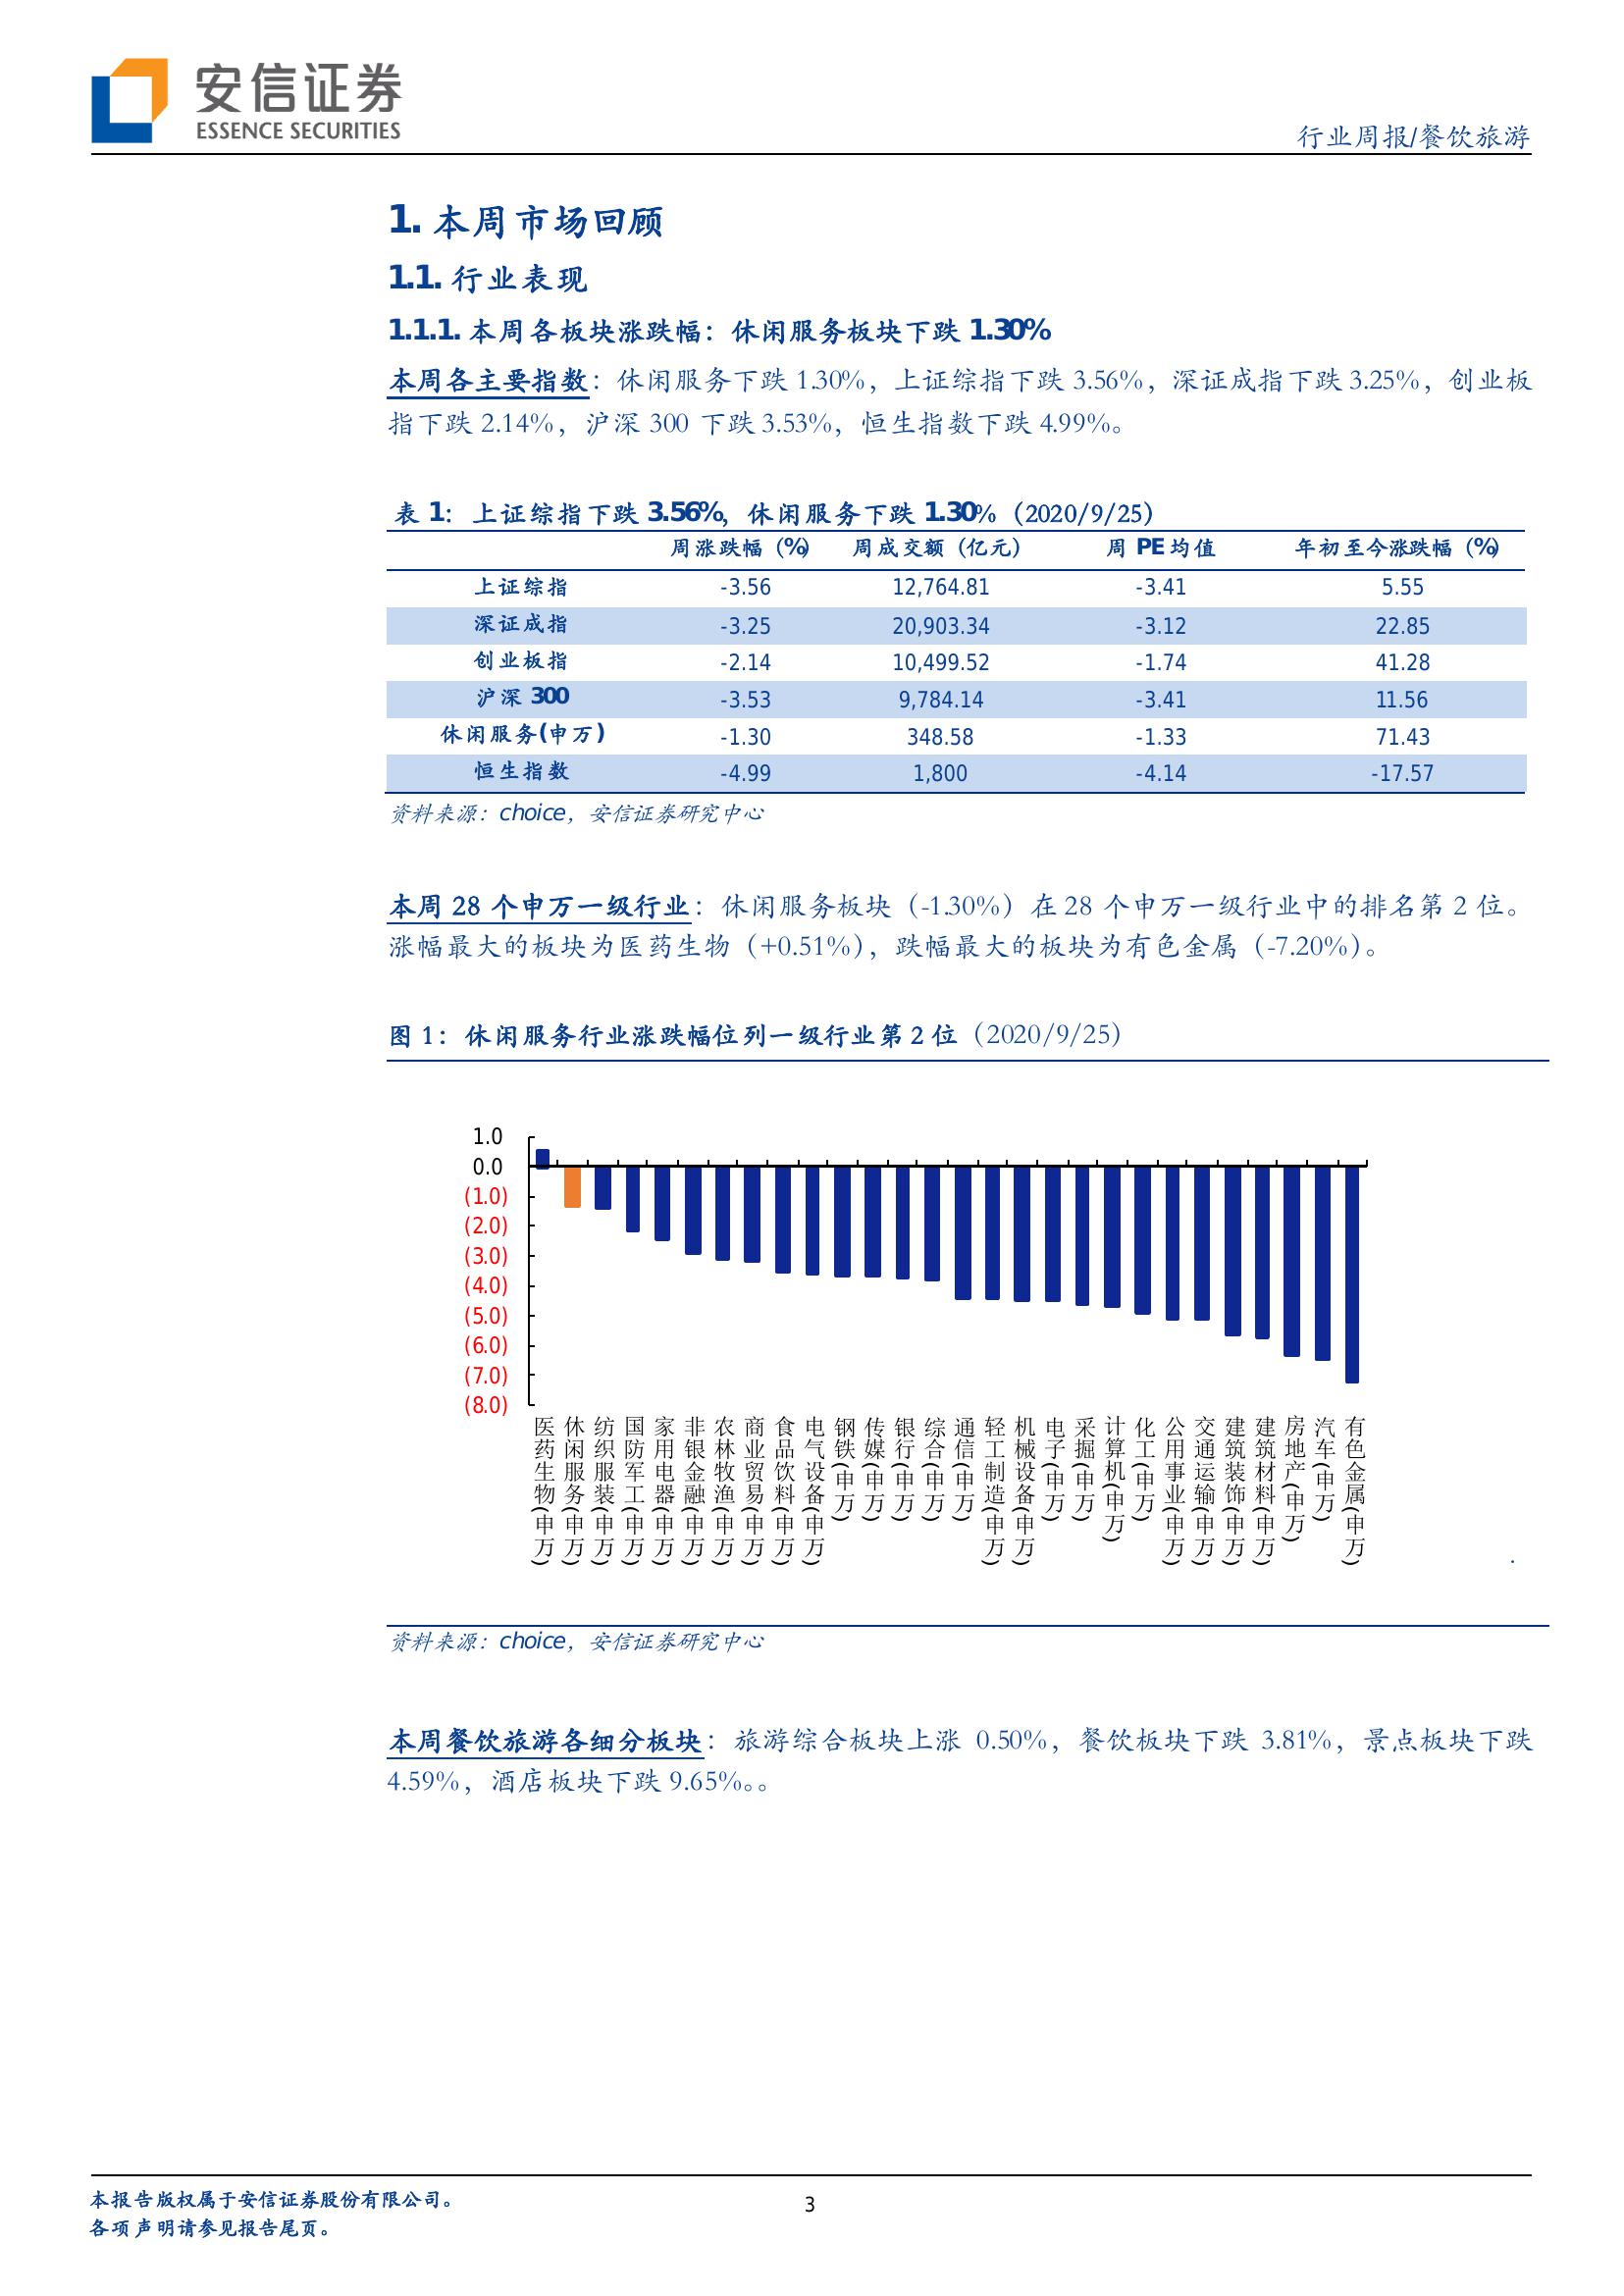 安信证券
ESSENCE SECURITIES
行业周报/餐饮旅游
1. 本周市场回顾
1.1. 行业表现
1.1.1. 本周各板块涨跌幅：休闲服务板块下跌 1.30%
本周各主要指数：休闲服务下跌 1.30%，上证综指下跌 3.56%，深证成指下跌 3.25%，创业板
指下跌 2.14%，沪深 300 下跌 3.53%，恒生指数下跌 4.99%。
表 1：上证综指下跌 3.56%，休闲服务下跌 1.30%（2020/9/25）
周涨跌幅（%） 周成交额（亿元） 周 PE 均值 年初至今涨跌幅（%）
上证综指 -3.56 12,764.81 -3.41 5.55
深证成指 -3.25 20,903.34 -3.12 22.85
创业板指 -2.14 10,499.52 -1.74 41.28
沪深 300 -3.53 9,784.14 -3.41 11.56
休闲服务(申万) -1.30 348.58 -1.33 71.43
恒生指数 -4.99 1,800 -4.14 -17.57
资料来源：choice，安信证券研究中心
本周 28 个申万一级行业：休闲服务板块（-1.30%）在 28 个申万一级行业中的排名第 2 位。
涨幅最大的板块为医药生物（+0.51%），跌幅最大的板块为有色金属（-7.20%）。
图 1：休闲服务行业涨跌幅位列一级行业第 2 位（2020/9/25）
1.0
0.0
(1.0)
(2.0)
(3.0)
(4.0)
(5.0)
(6.0)
(7.0)
(8.0)
医药生物(申万)
休闲服务(申万)
纺织服装(申万)
国防军工(申万)
家用电器(申万)
非银金融(申万)
农林牧渔(申万)
商业贸易(申万)
食品饮料(申万)
电气设备(申万)
钢铁(申万)
传媒(申万)
银行(申万)
综合(申万)
通信(申万)
轻工制造(申万)
机械设备(申万)
电子(申万)
采掘(申万)
计算机(申万)
化工(申万)
公用事业(申万)
交通运输(申万)
建筑装饰(申万)
建筑材料(申万)
房地产(申万)
汽车(申万)
有色金属(申万)
资料来源：choice，安信证券研究中心
本周餐饮旅游各细分板块：旅游综合板块上涨 0.50%，餐饮板块下跌 3.81%，景点板块下跌
4.59%，酒店板块下跌 9.65%。。
本报告版权属于安信证券股份有限公司。
各项声明请参见报告尾页。
3